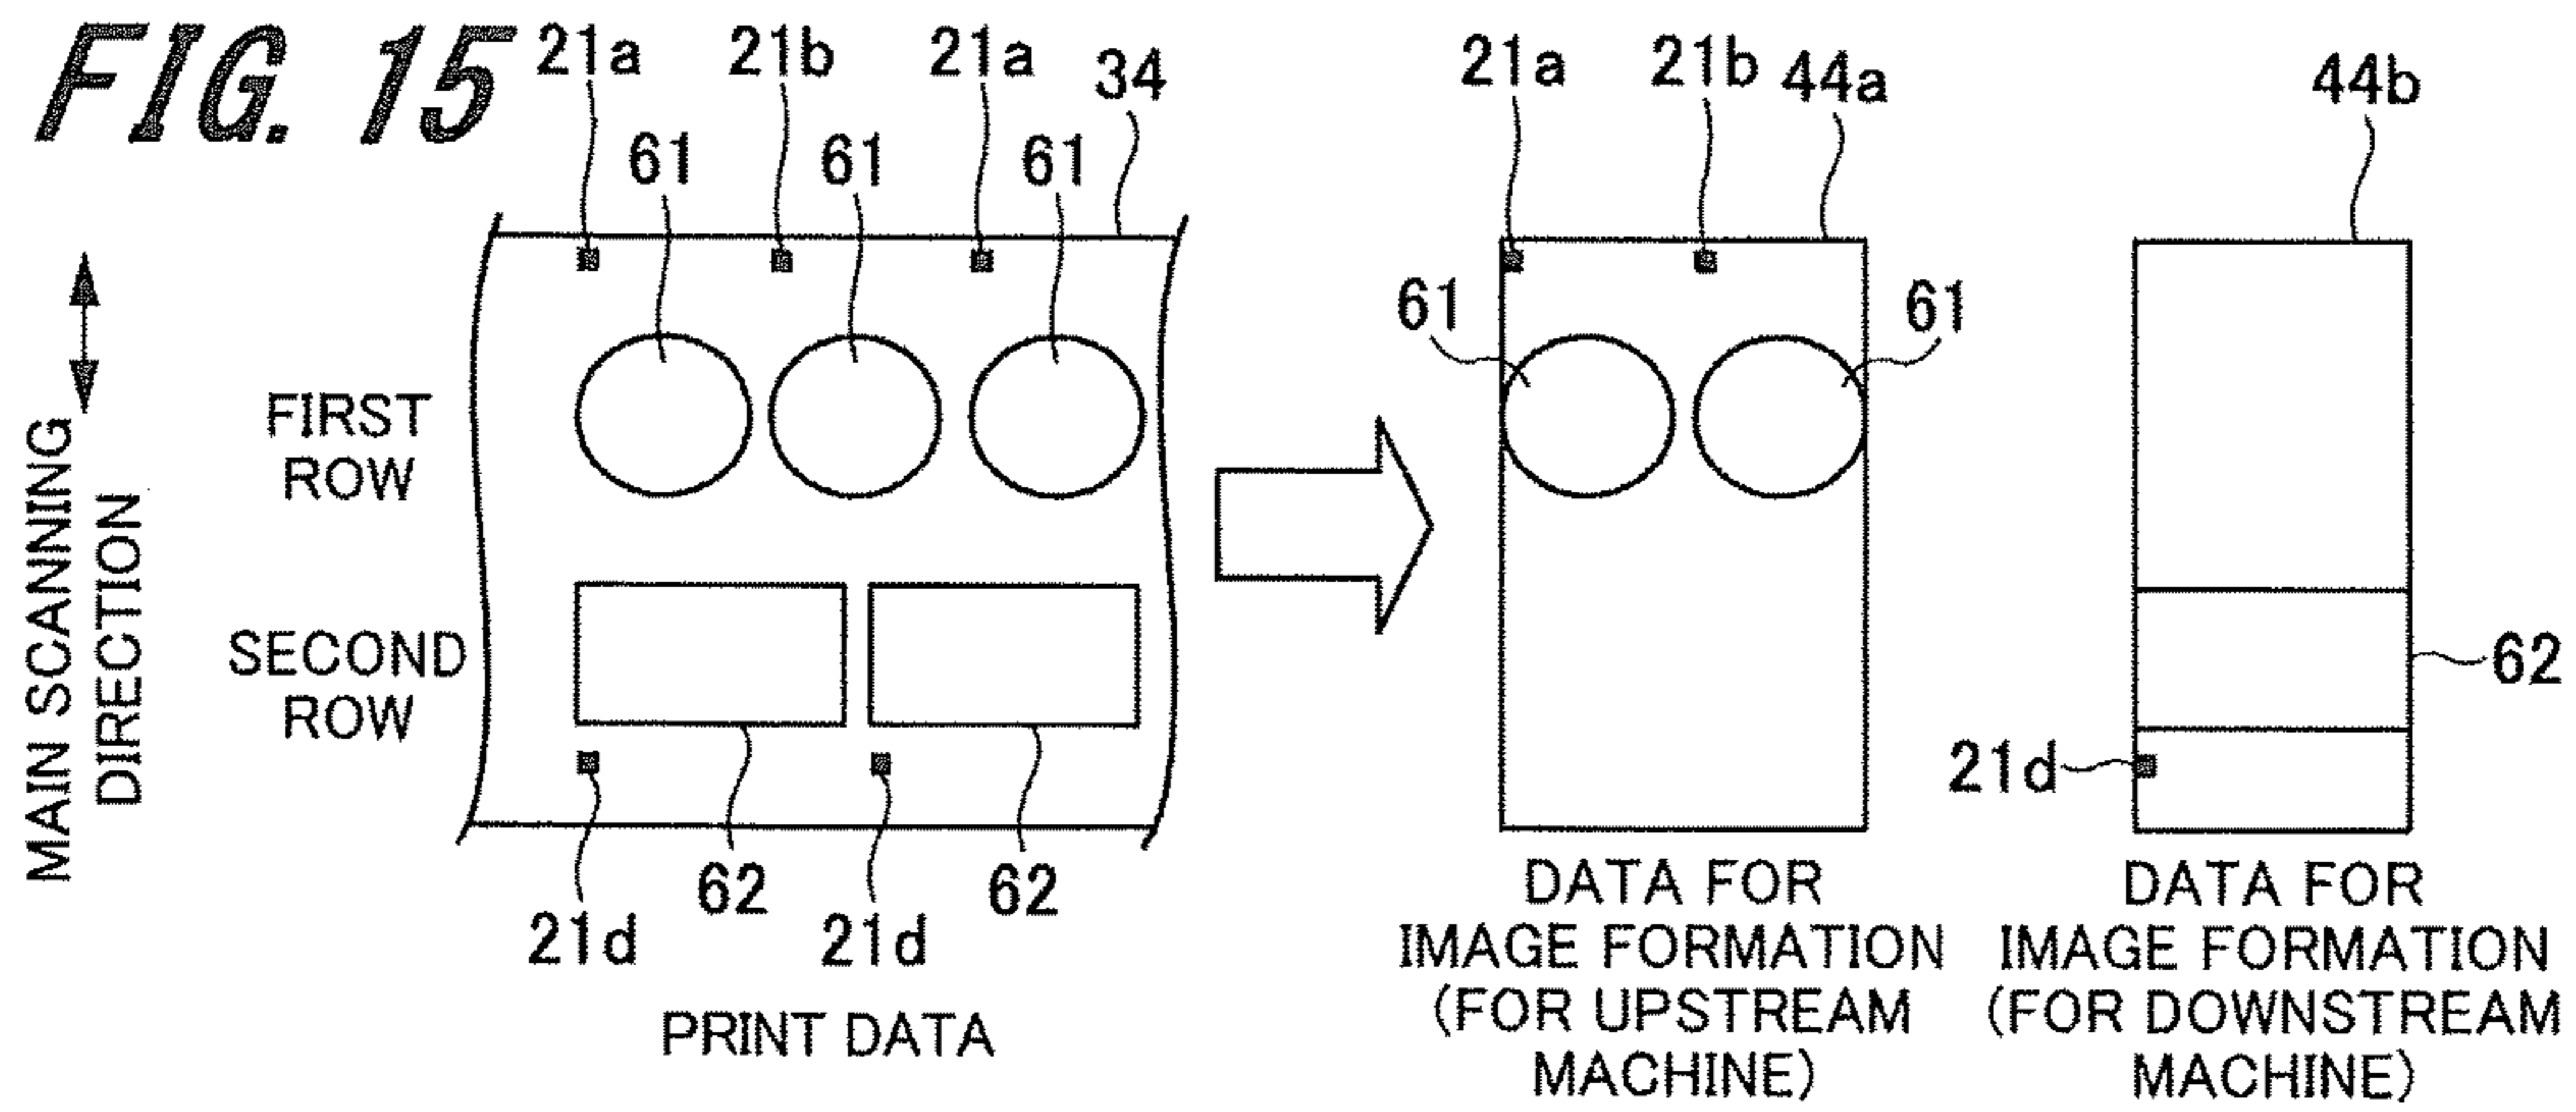 FIG. 15
21a 21b 21a 34
61 61 61
MAIN SCANNING
DIRECTION
FIRST
ROW
SECOND
ROW
62 62
21d 21d
PRINT DATA
21a 21b 44a
61 61
DATA FOR
IMAGE FORMATION
(FOR UPSTREAM
MACHINE)
44b
62
21d
DATA FOR
IMAGE FORMATION
(FOR DOWNSTREAM
MACHINE)